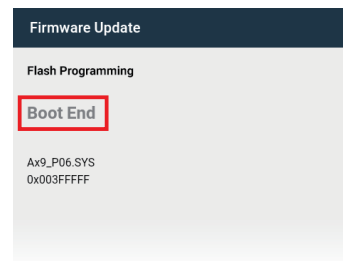 Firmware Update
Flash Programming
Boot End
Ax9_P06.SYS
0x003FFFFF